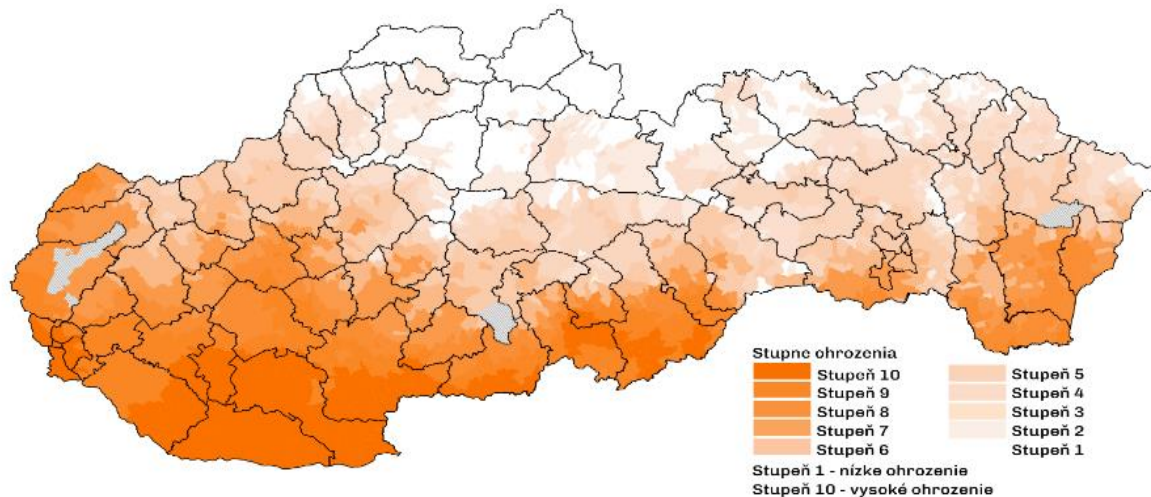 Stupne ohrozenia
Stupeň 10
Stupeň 9
Stupeň 8
Stupeň 7
Stupeň 6
Stupeň 5
Stupeň 4
Stupeň 3
Stupeň 2
Stupeň 1
Stupeň 1 - nízke ohrozenie
Stupeň 10 - vysoké ohrozenie